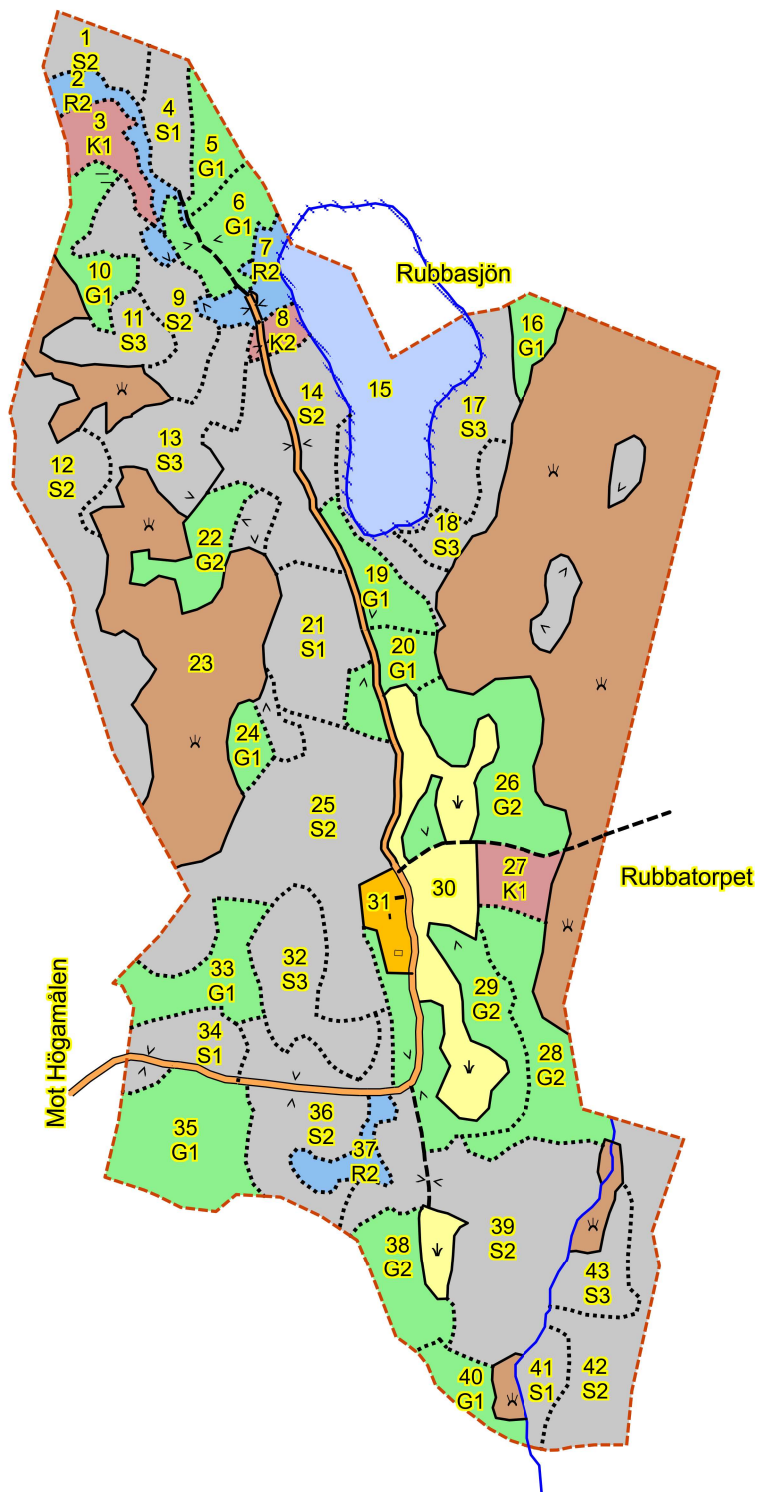 1
S2
2
R2
3
K1
4
S1
5
G1
6
G1
7
R2
Rubbasjön
10
G1
9
S2
11
S3
8
K2
16
G1
15
14
S2
17
S3
12
S2
13
S3
18
S3
22
G2
19
G1
21
S1
20
G1
23
24
G1
26
G2
25
S2
27
K1
Rubbatorpet
30
31
32
S3
33
G1
29
G2
34
S1
28
G2
Mot Högamålen
36
S2
35
G1
37
R2
39
S2
38
G2
43
S3
40
G1
41
S1
42
S2